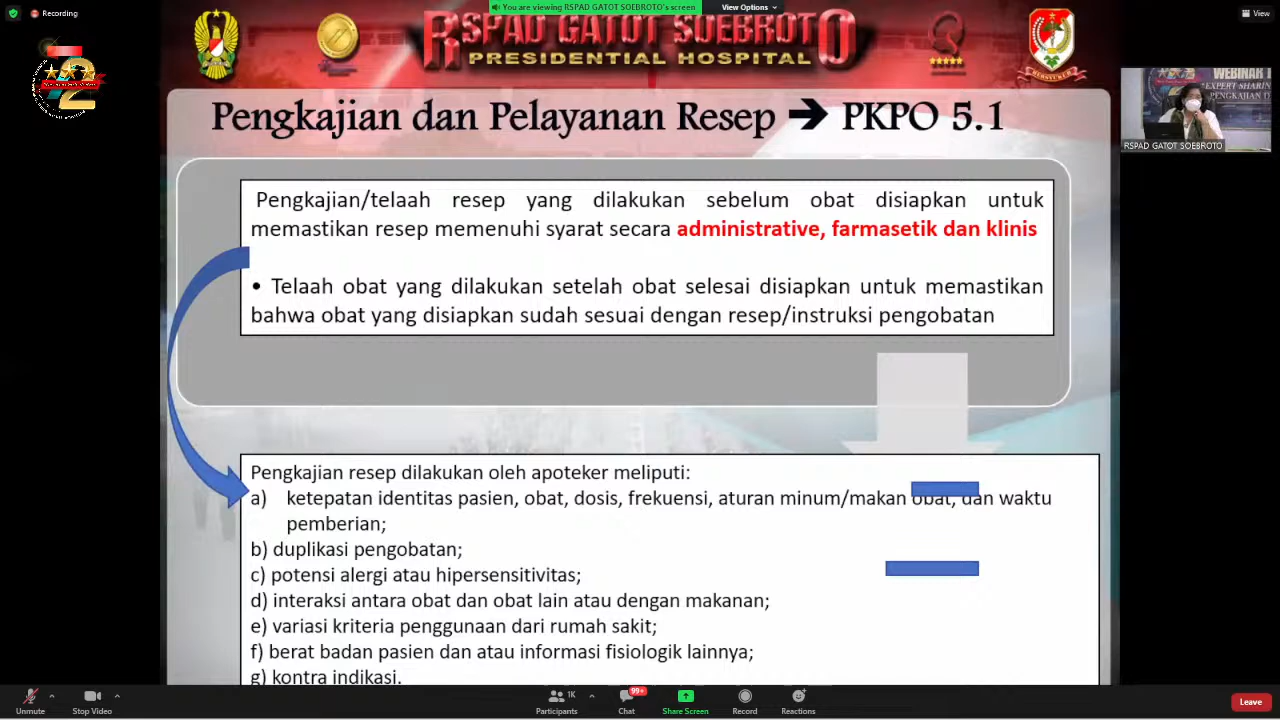 Recording
You are viewing RSPAD GATOT SOEBROTO's screen
View Options
View
RSPAD GATOT SOEBROTO
PRESIDENTIAL HOSPITAL
72
WEBINAR
EXPERT SHARIN
PENGKAJIAN
RSPAD GATOT SOEBROTO
Pengkajian dan Pelayanan Resep ➔ PKPO 5.1
Pengkajian/telaah resep yang dilakukan sebelum obat disiapkan untuk
memastikan resep memenuhi syarat secara administrative, farmasetik dan klinis
• Telaah obat yang dilakukan setelah obat selesai disiapkan untuk memastikan
bahwa obat yang disiapkan sudah sesuai dengan resep/instruksi pengobatan
Pengkajian resep dilakukan oleh apoteker meliputi:
a) ketepatan identitas pasien, obat, dosis, frekuensi, aturan minum/makan obat, dan waktu
pemberian;
b) duplikasi pengobatan;
c) potensi alergi atau hipersensitivitas;
d) interaksi antara obat dan obat lain atau dengan makanan;
e) variasi kriteria penggunaan dari rumah sakit;
f) berat badan pasien dan atau informasi fisiologik lainnya;
g) kontra indikasi.
Unmute
Stop Video
1K
Participants
99+
Chat
Share Screen
Record
Reactions
Leave